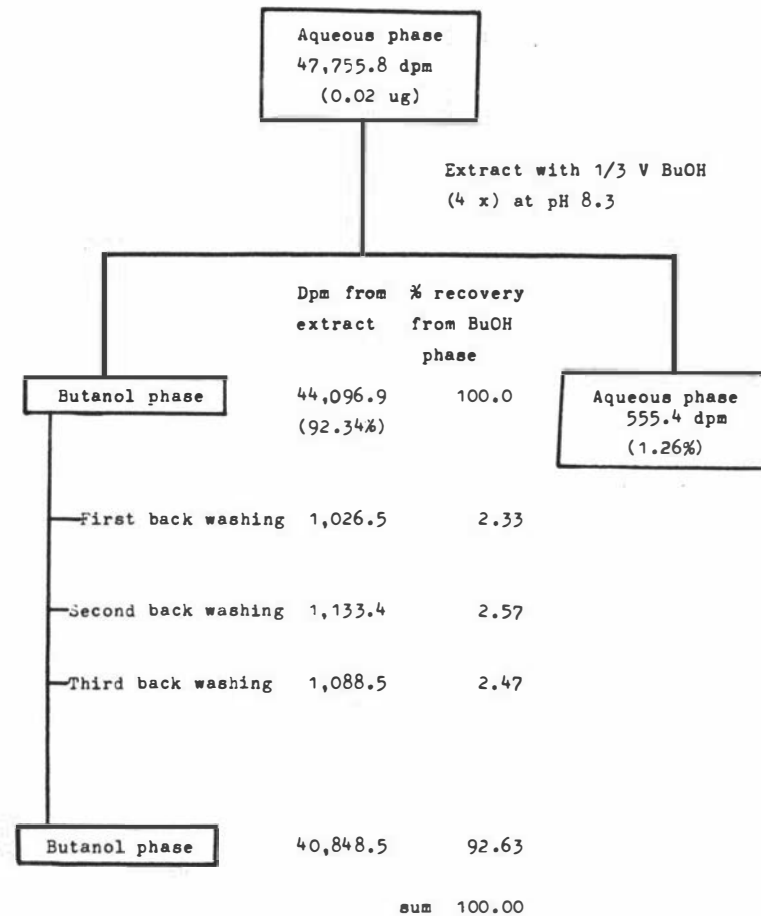 Aqueous phase
47,755.8 dpm
(0.02 ug)
Extract with 1/3 V BuOH
(4 x) at pH 8.3
Dpm from % recovery
extract from BuOH
phase
Butanol phase 44,096.9 100.0
(92.34%)
Aqueous phase
555.4 dpm
(1.26%)
First back washing 1,026.5 2.33
Second back washing 1,133.4 2.57
Third back washing 1,088.5 2.47
Butanol phase 40,848.5 92.63
sum 100.00